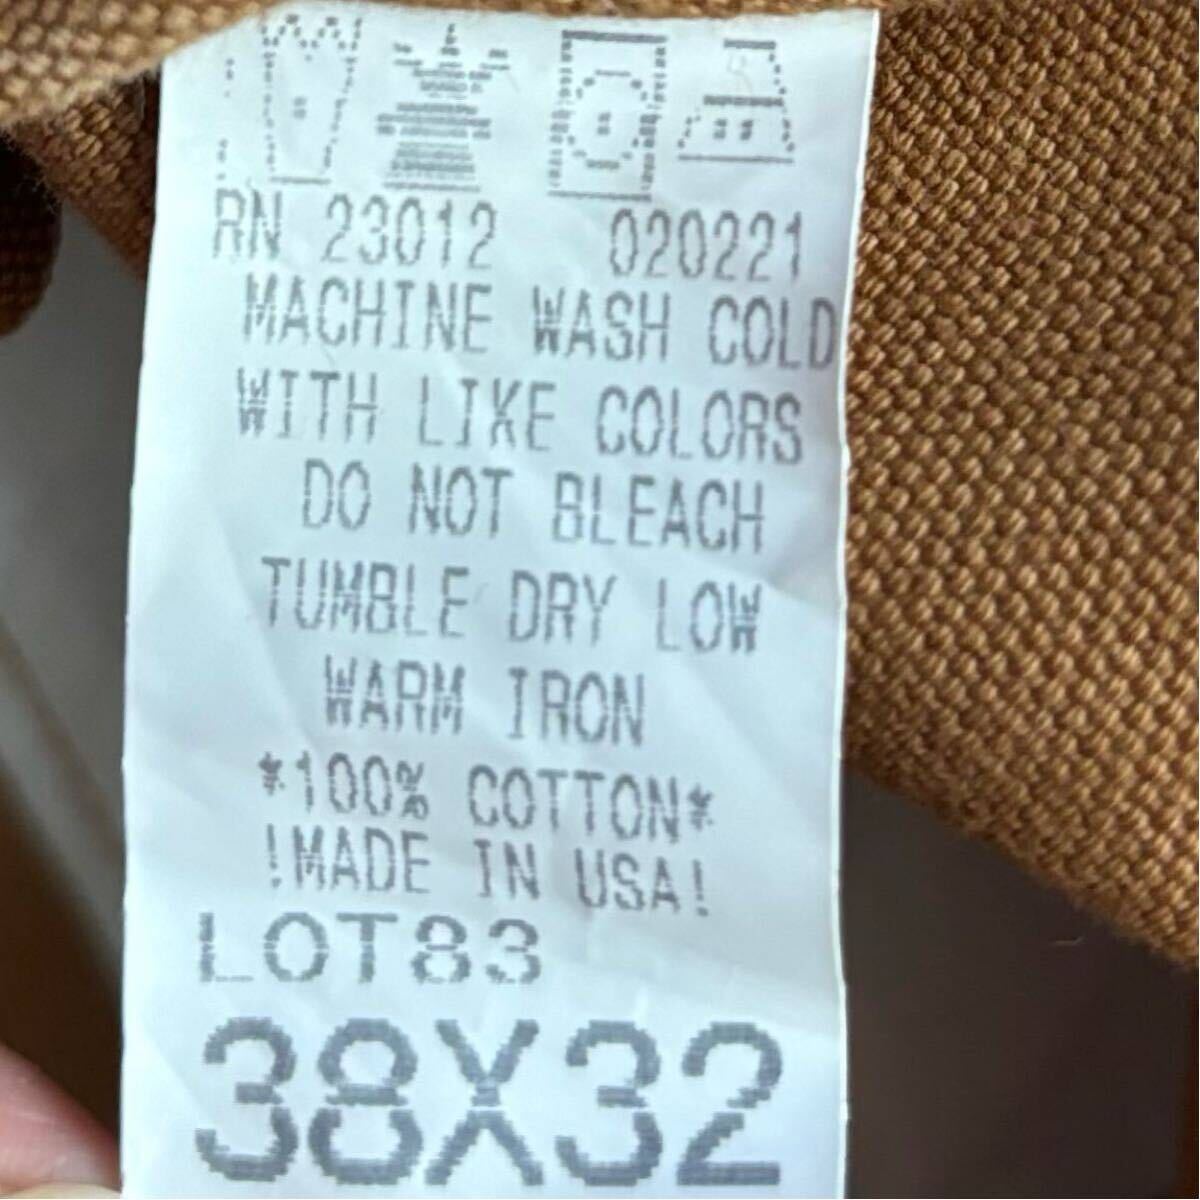 RN 23012 020221
MACHINE WASH COLD
WITH LIKE COLORS
DO NOT BLEACH
TUMBLE DRY LOW
WARM IRON
*100% COTTON*
!MADE IN USA!
LOT83
38X32